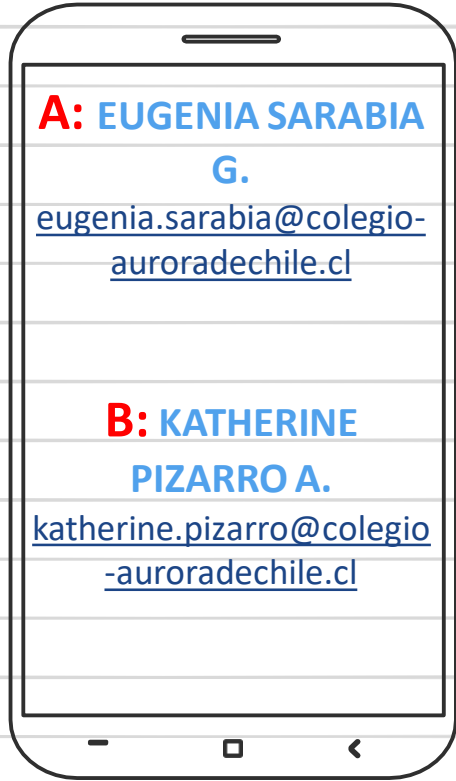 A: EUGENIA SARABIA
G.
eugenia.sarabia@colegio-
auroradechile.cl
B: KATHERINE
PIZARRO A.
katherine.pizarro@colegio
-auroradechile.cl